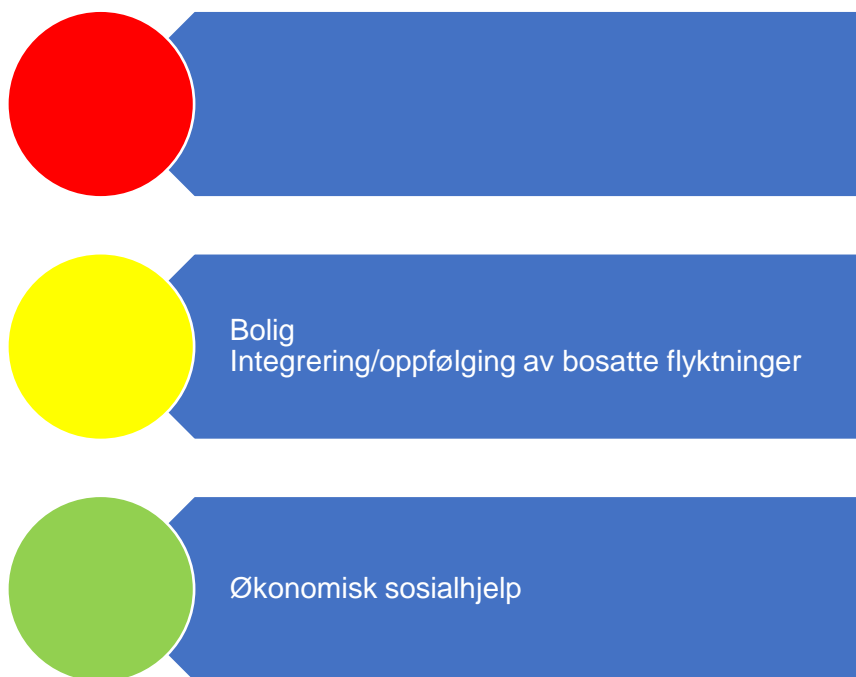 Bolig
Integrering/oppfølging av bosatte flyktninger
Økonomisk sosialhjelp